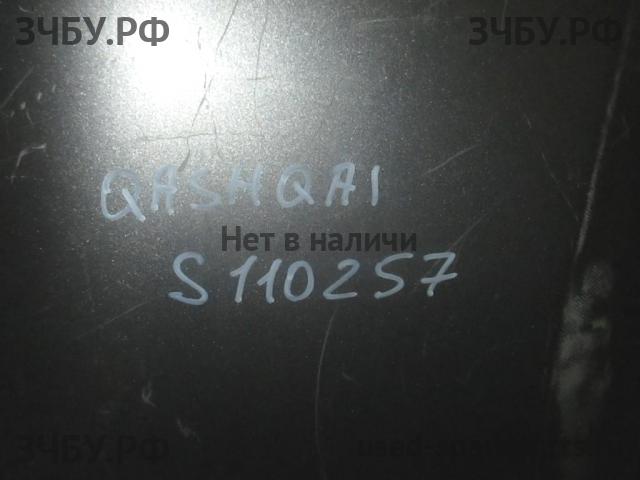 ЗЧБУ.РФ ЗЧБУ.РФ
QASHQAI
Нет в наличи
S110257
ЗЧБУ.РФ